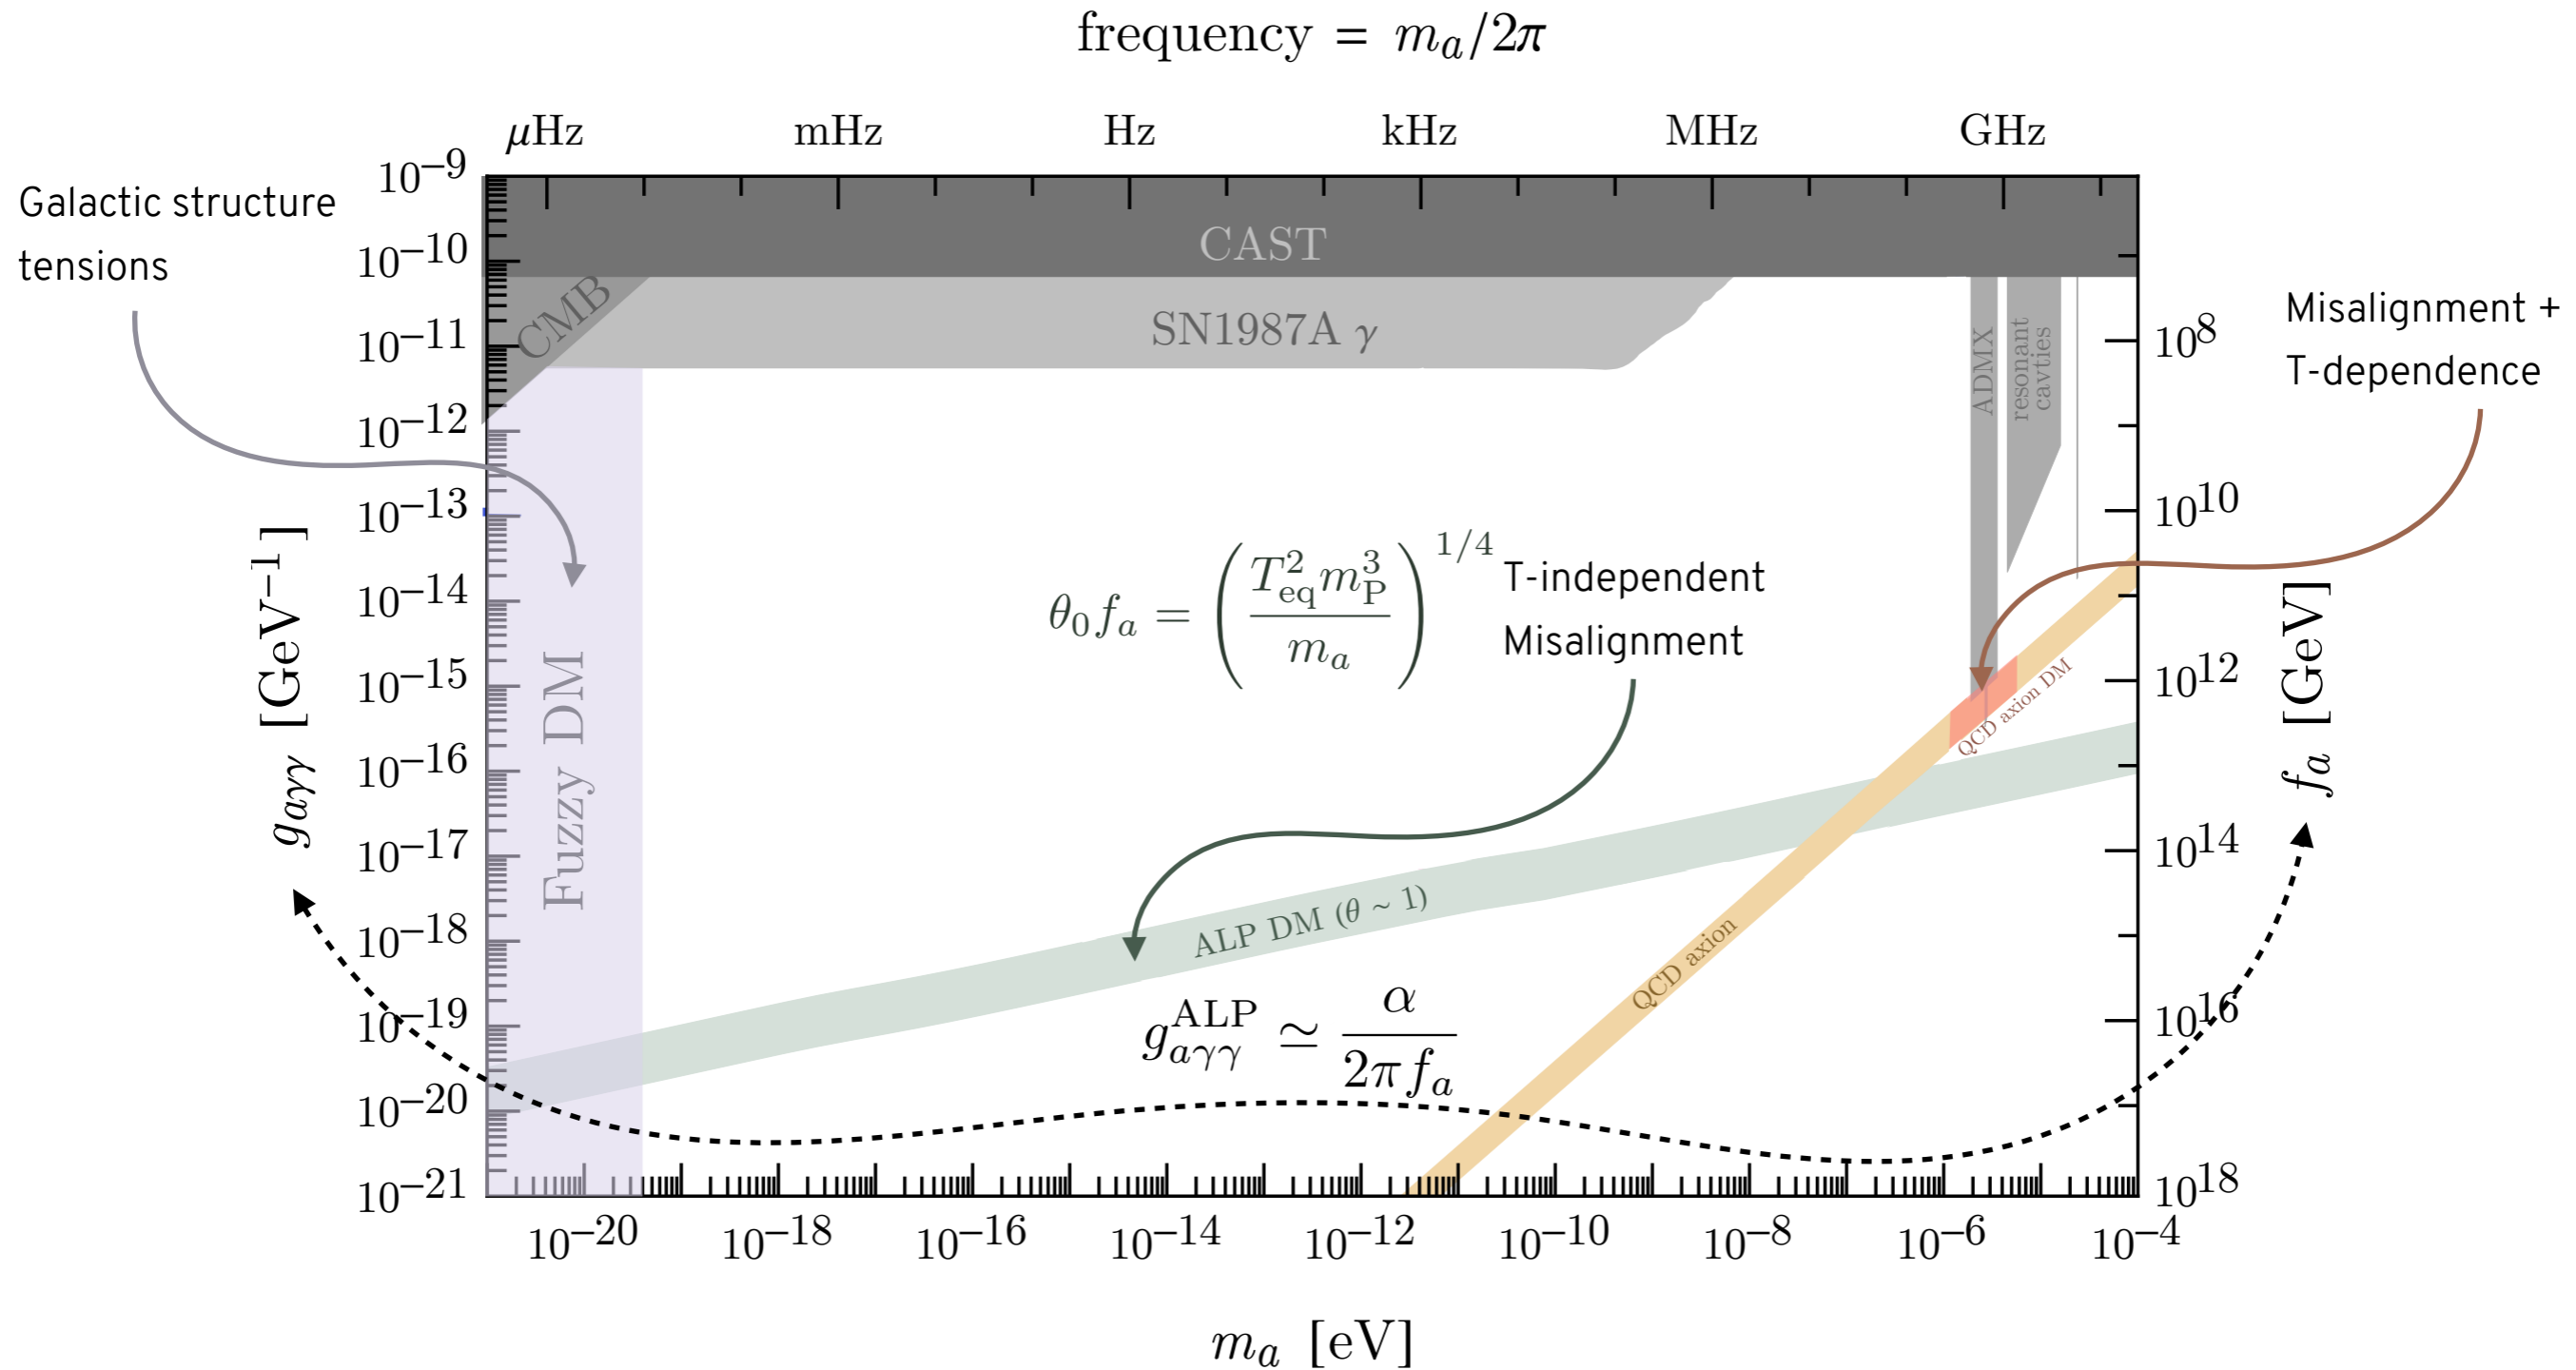 frequency = m_a/2π
μHz mHz Hz kHz MHz GHz
Galactic structure
tensions
10^−9
10^−10
10^−11
10^−12
10^−13
10^−14
10^−15
10^−16
10^−17
10^−18
10^−19
10^−20
10^−21
g_{aγγ} [GeV^{−1}]
CAST
CMB
SN1987A γ
ADMX
resonant
cavties
Fuzzy DM
θ_0 f_a = (T_eq^2 m_P^3 / m_a)^{1/4}
T-independent
Misalignment
ALP DM (θ ~ 1)
g_{aγγ}^{ALP} ≃ α / 2πf_a
QCD axion
QCD axion DM
Misalignment +
T-dependence
10^8
10^10
10^12
10^14
10^16
10^18
f_a [GeV]
10^−20 10^−18 10^−16 10^−14 10^−12 10^−10 10^−8 10^−6 10^−4
m_a [eV]